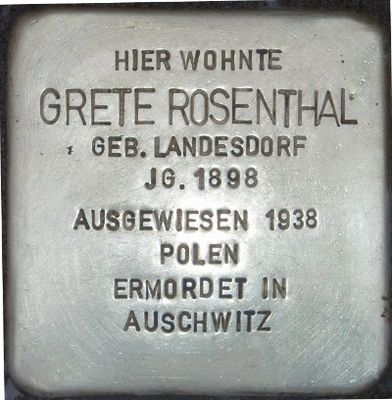 HIER WOHNTE
GRETE ROSENTHAL
GEB. LANDESDORF
JG. 1898
AUSGEWIESEN 1938
POLEN
ERMORDET IN
AUSCHWITZ